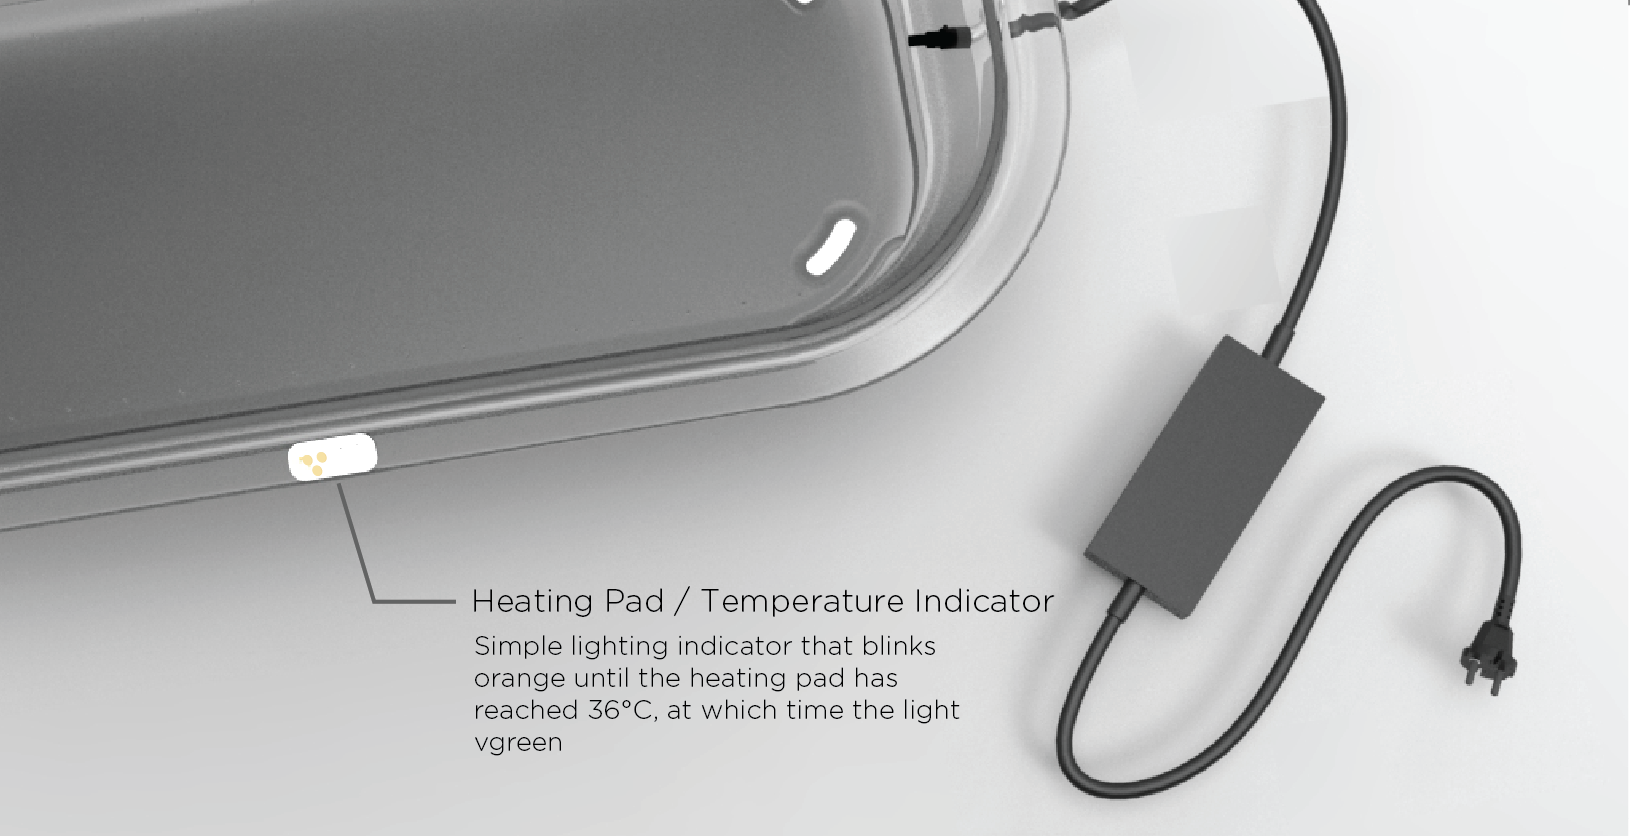 Heating Pad / Temperature Indicator
Simple lighting indicator that blinks
orange until the heating pad has
reached 36°C, at which time the light
vgreen